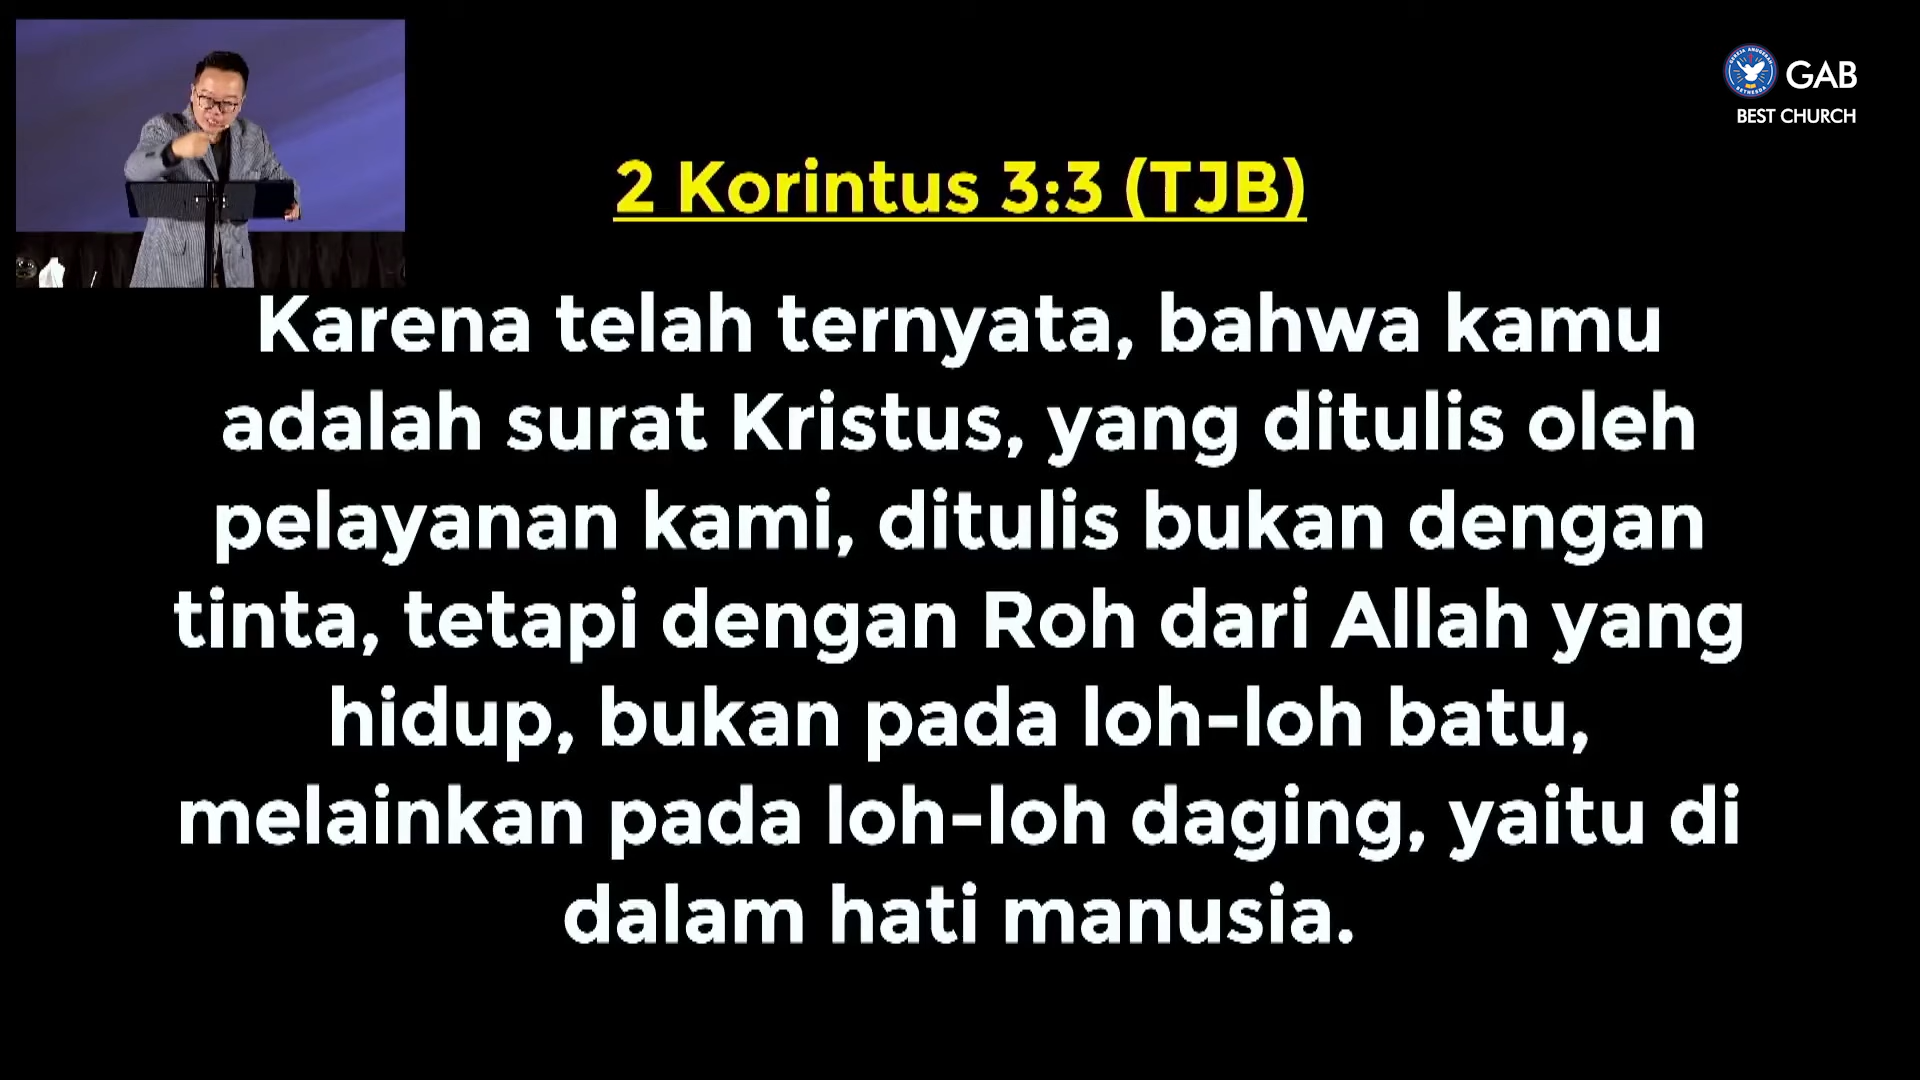 GAB
BEST CHURCH
2 Korintus 3:3 (TJB)
Karena telah ternyata, bahwa kamu
adalah surat Kristus, yang ditulis oleh
pelayanan kami, ditulis bukan dengan
tinta, tetapi dengan Roh dari Allah yang
hidup, bukan pada loh-loh batu,
melainkan pada loh-loh daging, yaitu di
dalam hati manusia.